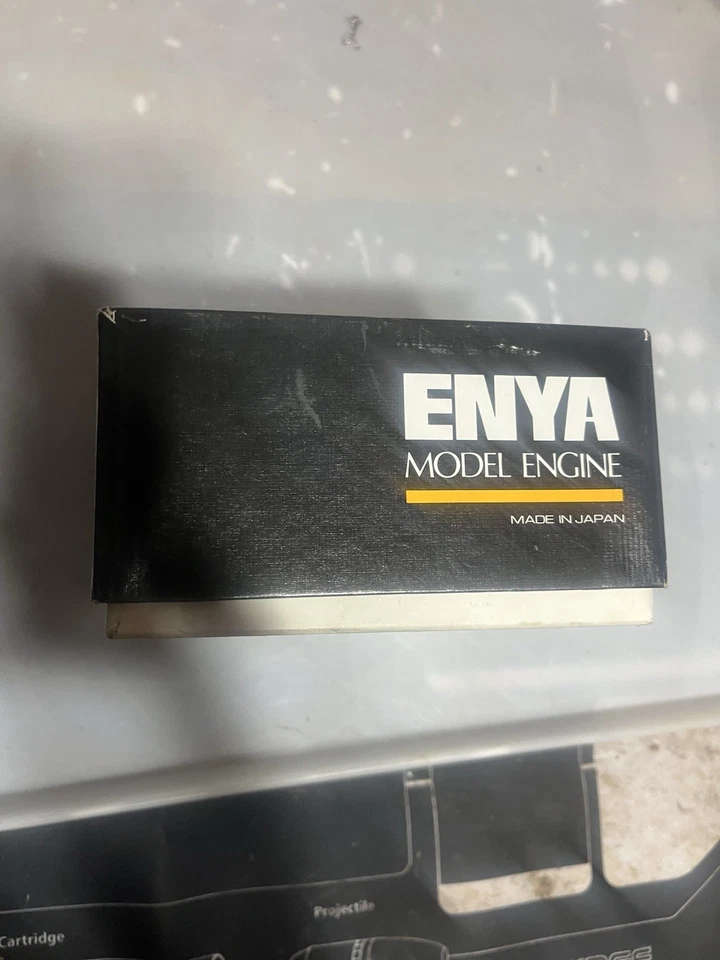 ENYA
MODEL ENGINE
MADE IN JAPAN
Projectile
Cartridge